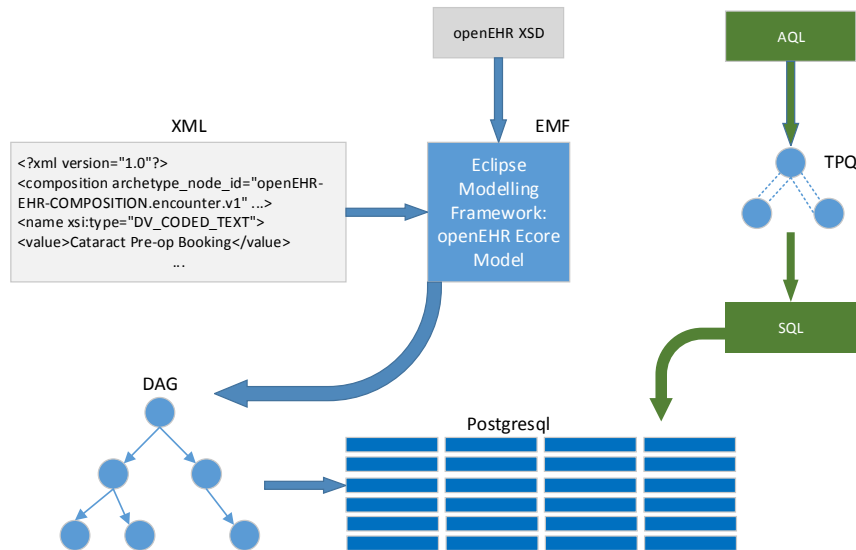 openEHR XSD
AQL
XML
EMF
<?xml version="1.0"?>
<composition archetype_node_id="openEHR-
EHR-COMPOSITION.encounter.v1" ...>
<name xsi:type="DV_CODED_TEXT">
<value>Cataract Pre-op Booking</value>
...
Eclipse
Modelling
Framework:
openEHR Ecore
Model
TPQ
SQL
DAG
Postgresql